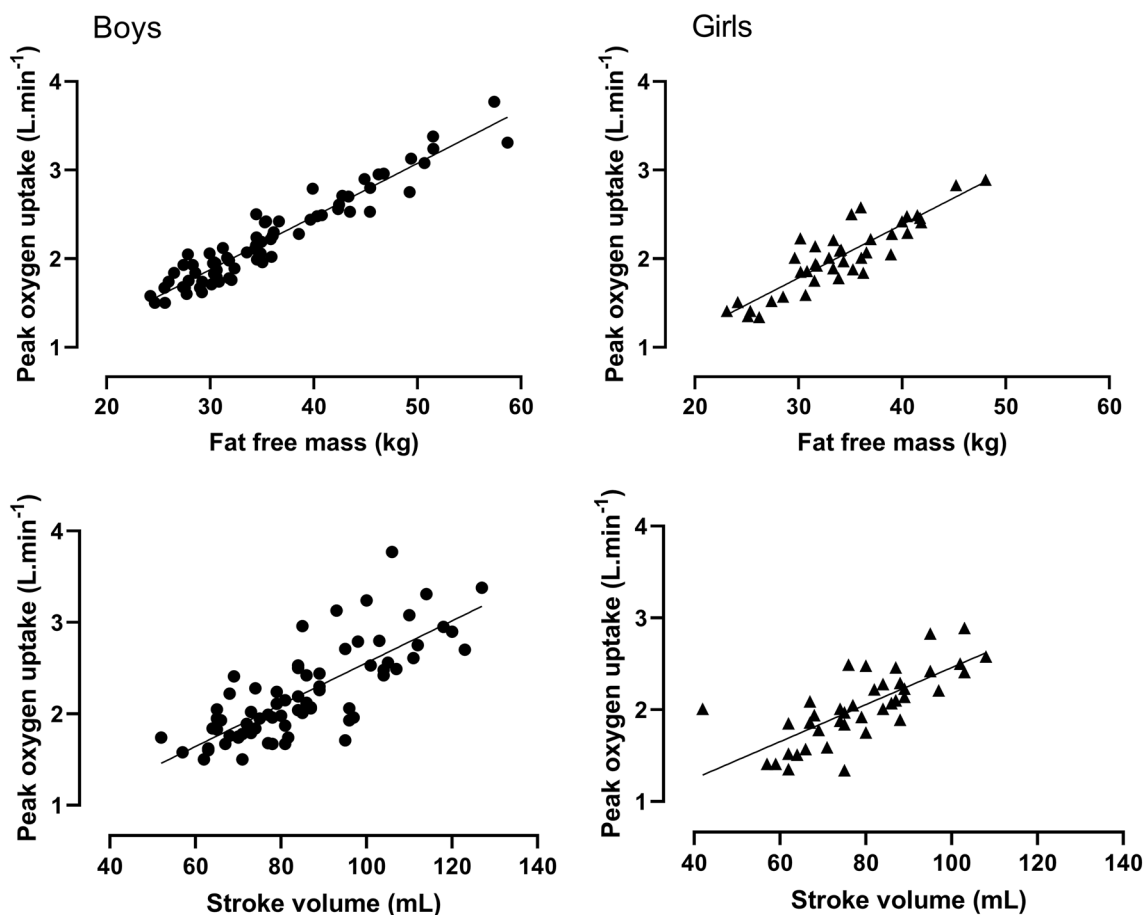 Boys
Peak oxygen uptake (L.min⁻¹)
4
3
2
1
20 30 40 50 60
Fat free mass (kg)
Girls
Peak oxygen uptake (L.min⁻¹)
4
3
2
1
20 30 40 50 60
Fat free mass (kg)
Peak oxygen uptake (L.min⁻¹)
4
3
2
1
40 60 80 100 120 140
Stroke volume (mL)
Peak oxygen uptake (L.min⁻¹)
4
3
2
1
40 60 80 100 120 140
Stroke volume (mL)